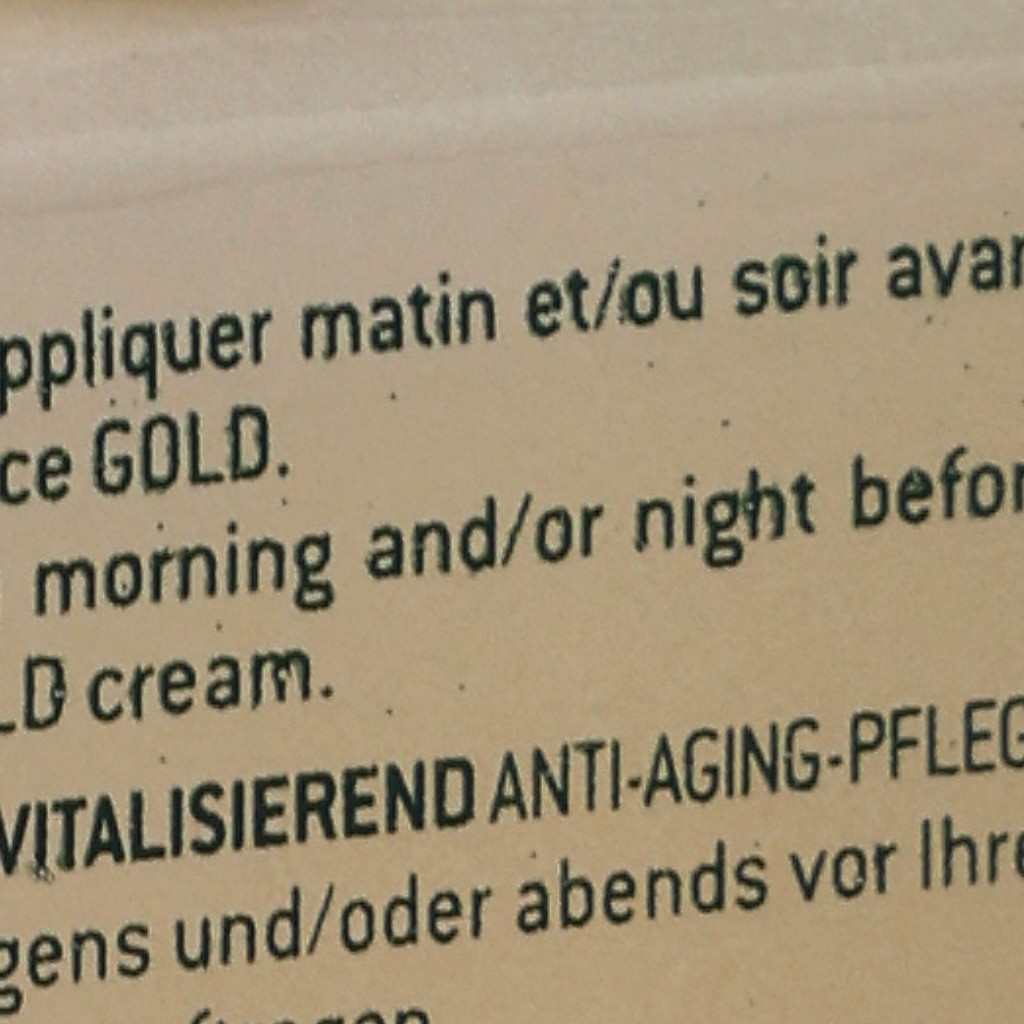 ppliquer matin et/ou soir avan
ce GOLD.
morning and/or night befor
LD cream.
VITALISIEREND ANTI-AGING-PFLEG
gens und/oder abends vor Ihre